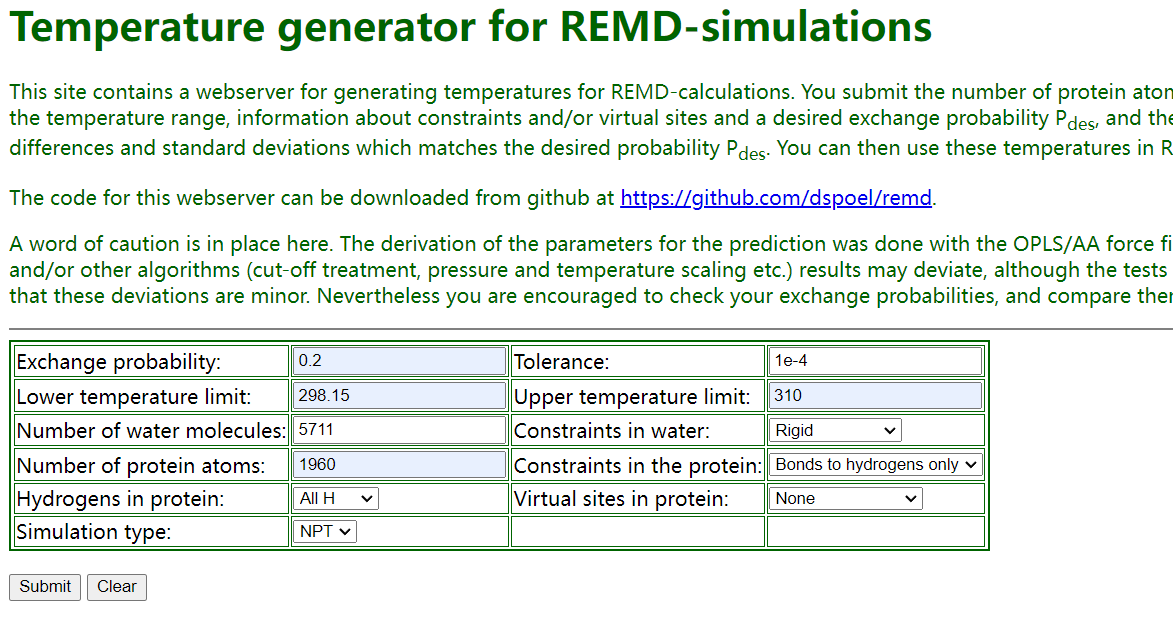 Temperature generator for REMD-simulations
This site contains a webserver for generating temperatures for REMD-calculations. You submit the number of protein atom
the temperature range, information about constraints and/or virtual sites and a desired exchange probability Pdes, and the
differences and standard deviations which matches the desired probability Pdes. You can then use these temperatures in R
The code for this webserver can be downloaded from github at https://github.com/dspoel/remd.
A word of caution is in place here. The derivation of the parameters for the prediction was done with the OPLS/AA force fi
and/or other algorithms (cut-off treatment, pressure and temperature scaling etc.) results may deviate, although the tests
that these deviations are minor. Nevertheless you are encouraged to check your exchange probabilities, and compare ther
Exchange probability: 0.2 Tolerance: 1e-4
Lower temperature limit: 298.15 Upper temperature limit: 310
Number of water molecules: 5711 Constraints in water: Rigid
Number of protein atoms: 1960 Constraints in the protein: Bonds to hydrogens only
Hydrogens in protein: All H Virtual sites in protein: None
Simulation type: NPT
Submit Clear